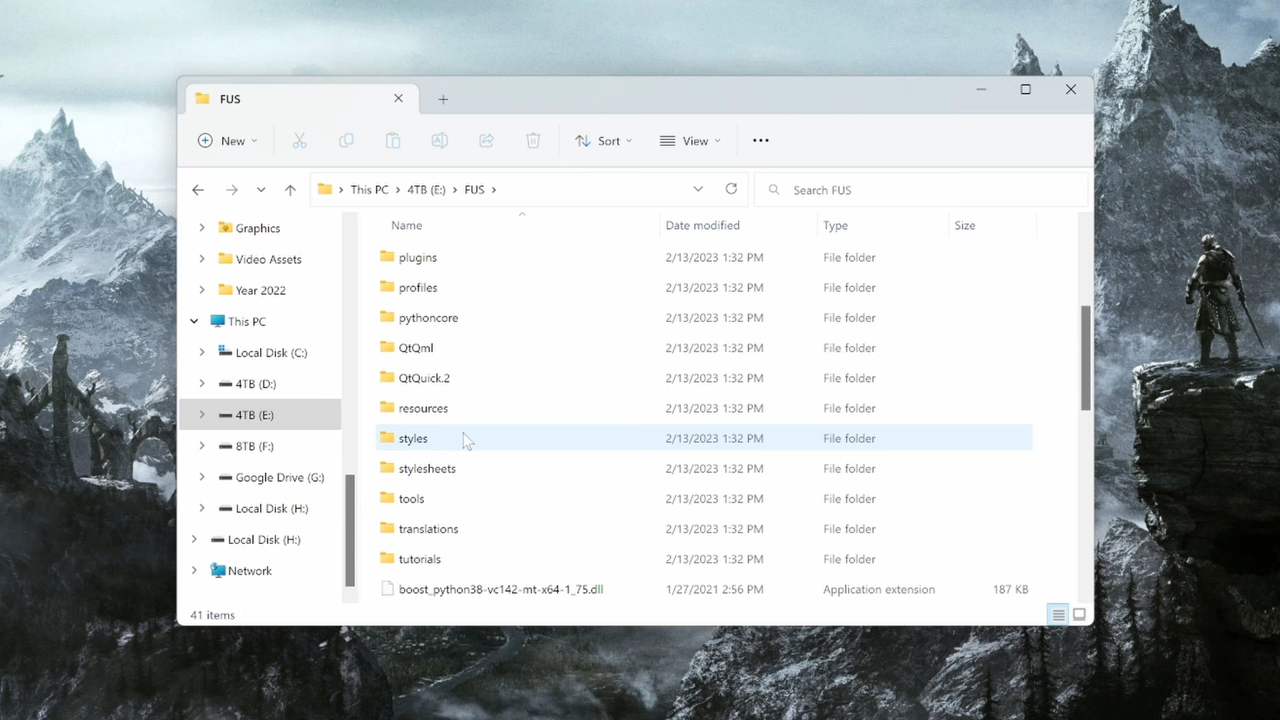 FUS
New
Sort
View
This PC
4TB (E:)
FUS
Search FUS
Graphics
Video Assets
Year 2022
This PC
Local Disk (C:)
4TB (D:)
4TB (E:)
8TB (F:)
Google Drive (G:)
Local Disk (H:)
Local Disk (H:)
Network
Name Date modified Type Size
plugins 2/13/2023 1:32 PM File folder
profiles 2/13/2023 1:32 PM File folder
pythoncore 2/13/2023 1:32 PM File folder
QtQml 2/13/2023 1:32 PM File folder
QtQuick.2 2/13/2023 1:32 PM File folder
resources 2/13/2023 1:32 PM File folder
styles 2/13/2023 1:32 PM File folder
stylesheets 2/13/2023 1:32 PM File folder
tools 2/13/2023 1:32 PM File folder
translations 2/13/2023 1:32 PM File folder
tutorials 2/13/2023 1:32 PM File folder
boost_python38-vc142-mt-x64-1_75.dll 1/27/2021 2:56 PM Application extension 187 KB
41 items